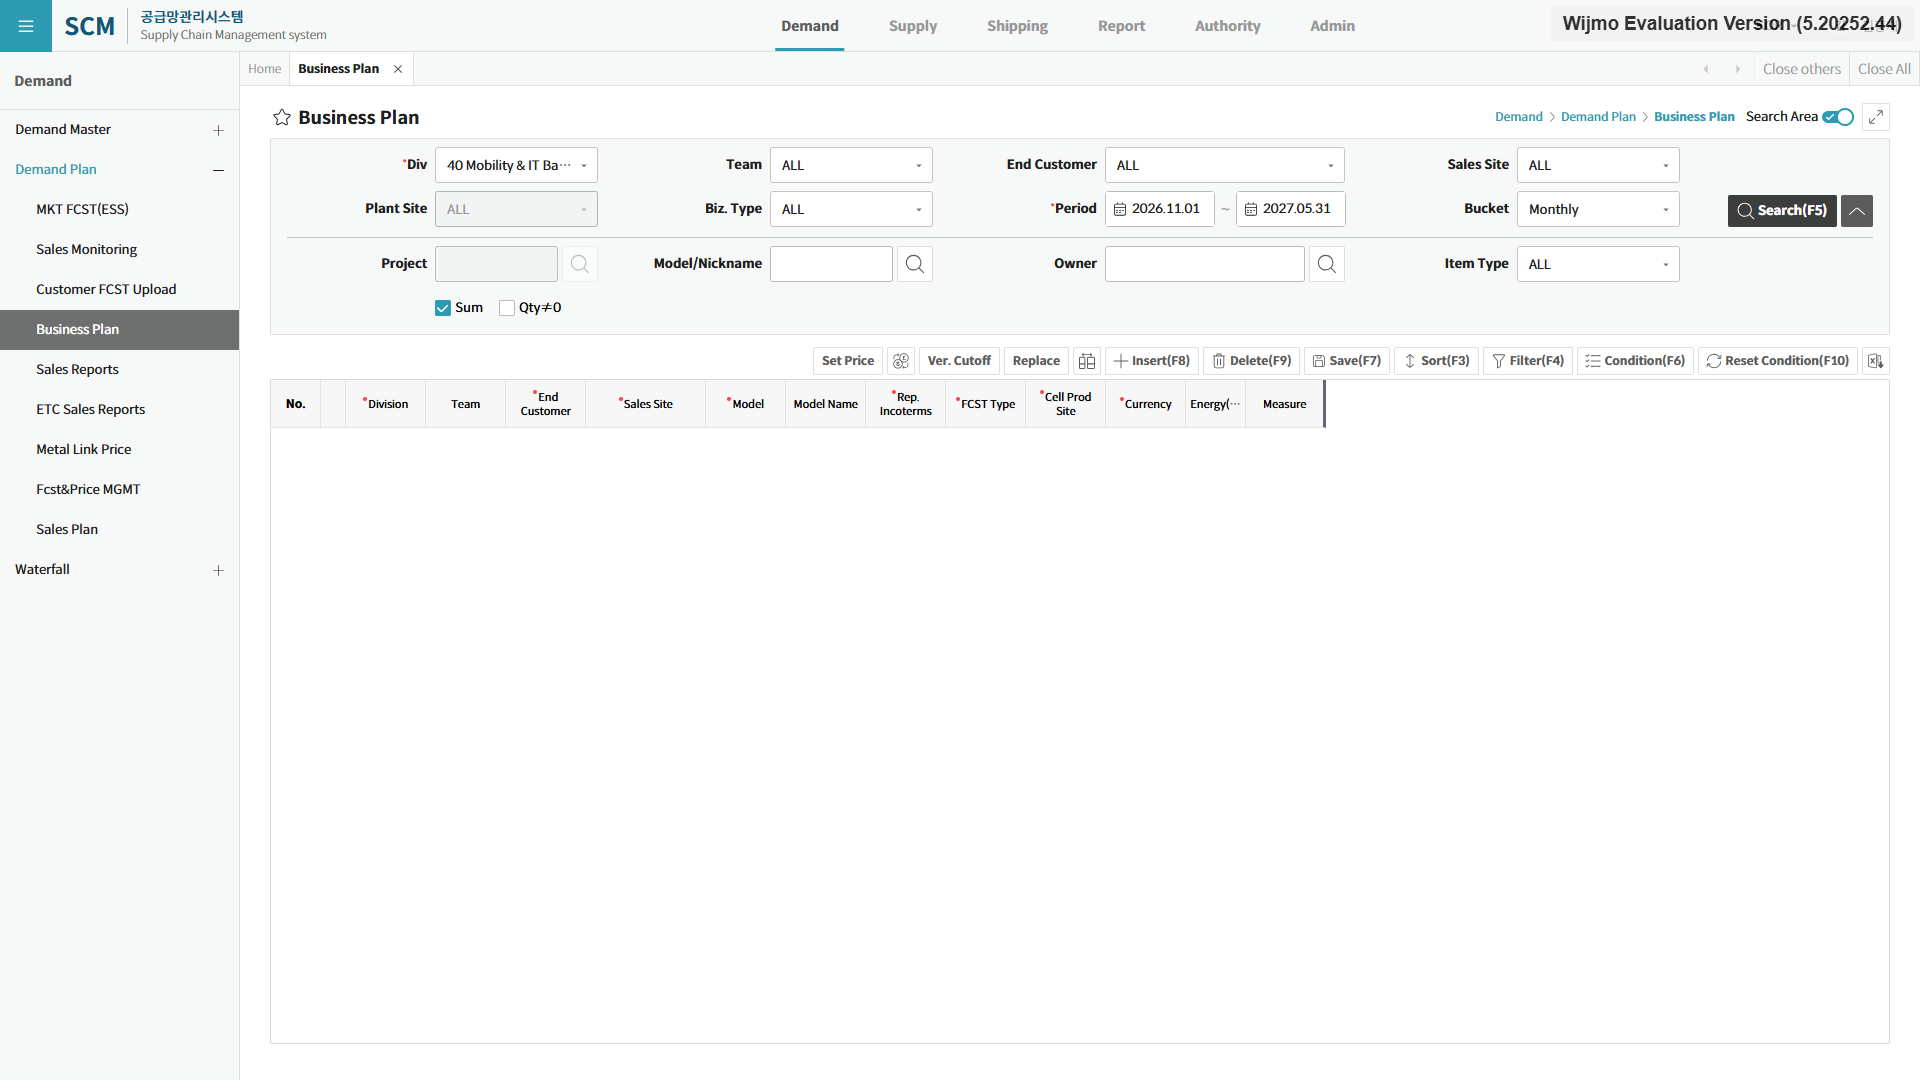 SCM
공급망관리시스템
Supply Chain Management system
Demand
Supply
Shipping
Report
Authority
Admin
Wijmo Evaluation Version (5.20252.44)
Demand
Home
Business Plan
Close others
Close All
Demand Master
Demand Plan
MKT FCST(ESS)
Sales Monitoring
Customer FCST Upload
Business Plan
Sales Reports
ETC Sales Reports
Metal Link Price
Fcst&Price MGMT
Sales Plan
Waterfall
Business Plan
Demand > Demand Plan > Business Plan
Search Area
*Div
40 Mobility & IT Ba···
Team
ALL
End Customer
ALL
Sales Site
ALL
Plant Site
ALL
Biz. Type
ALL
*Period
2026.11.01
~
2027.05.31
Bucket
Monthly
Search(F5)
Project
Model/Nickname
Owner
Item Type
ALL
Sum
Qty≠0
Set Price
Ver. Cutoff
Replace
Insert(F8)
Delete(F9)
Save(F7)
Sort(F3)
Filter(F4)
Condition(F6)
Reset Condition(F10)
No.
*Division
Team
*End
Customer
*Sales Site
*Model
Model Name
*Rep.
Incoterms
*FCST Type
*Cell Prod
Site
*Currency
Energy(···
Measure